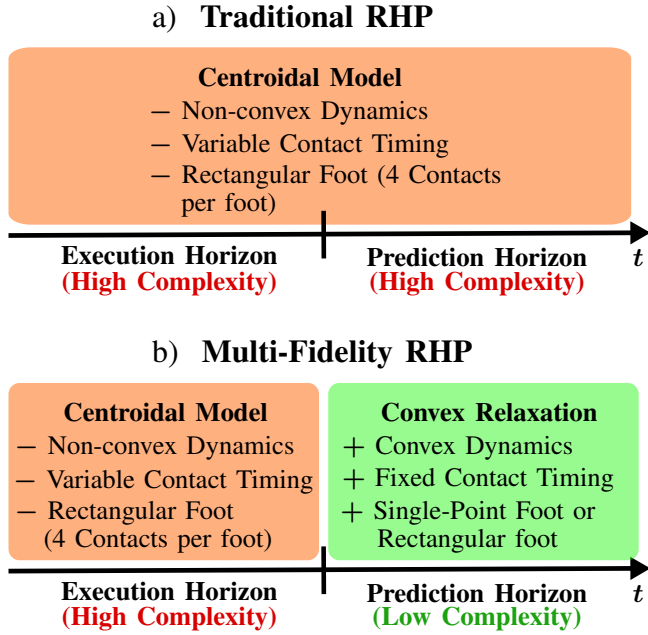 a) Traditional RHP
Centroidal Model
− Non-convex Dynamics
− Variable Contact Timing
− Rectangular Foot (4 Contacts
per foot)
Execution Horizon Prediction Horizon t
(High Complexity) (High Complexity)
b) Multi-Fidelity RHP
Centroidal Model
− Non-convex Dynamics
− Variable Contact Timing
− Rectangular Foot
(4 Contacts per foot)
Convex Relaxation
+ Convex Dynamics
+ Fixed Contact Timing
+ Single-Point Foot or
Rectangular foot
Execution Horizon Prediction Horizon t
(High Complexity) (Low Complexity)